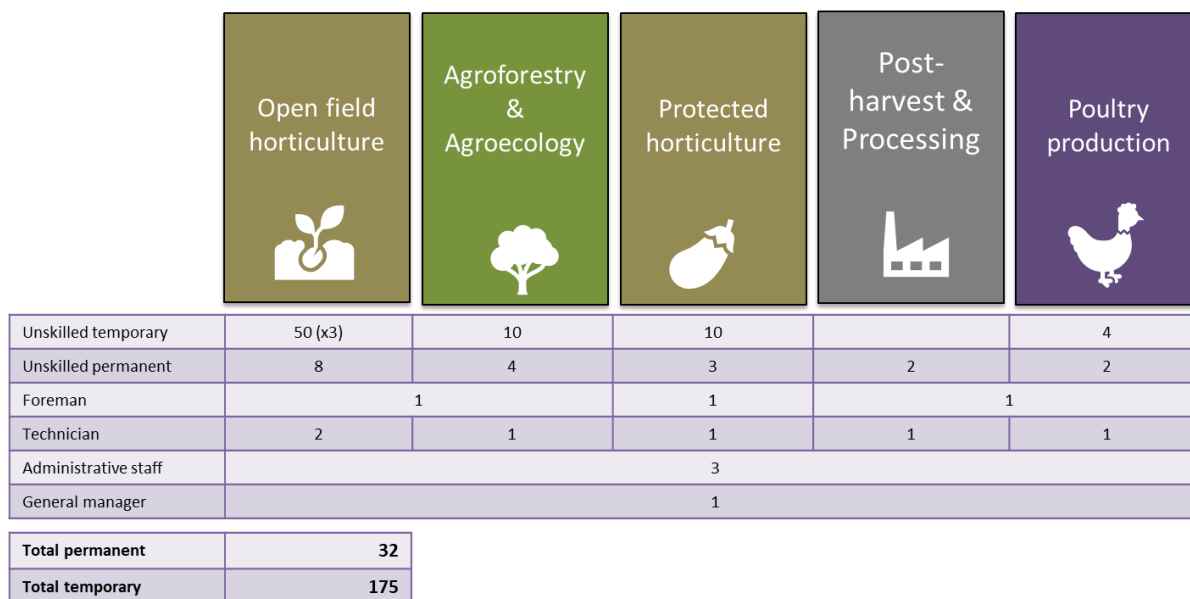 Open field
horticulture
Agroforestry
&
Agroecology
Protected
horticulture
Post-
harvest &
Processing
Poultry
production
Unskilled temporary 50 (x3) 10 10 4
Unskilled permanent 8 4 3 2 2
Foreman 1 1 1
Technician 2 1 1 1 1
Administrative staff 3
General manager 1
Total permanent 32
Total temporary 175